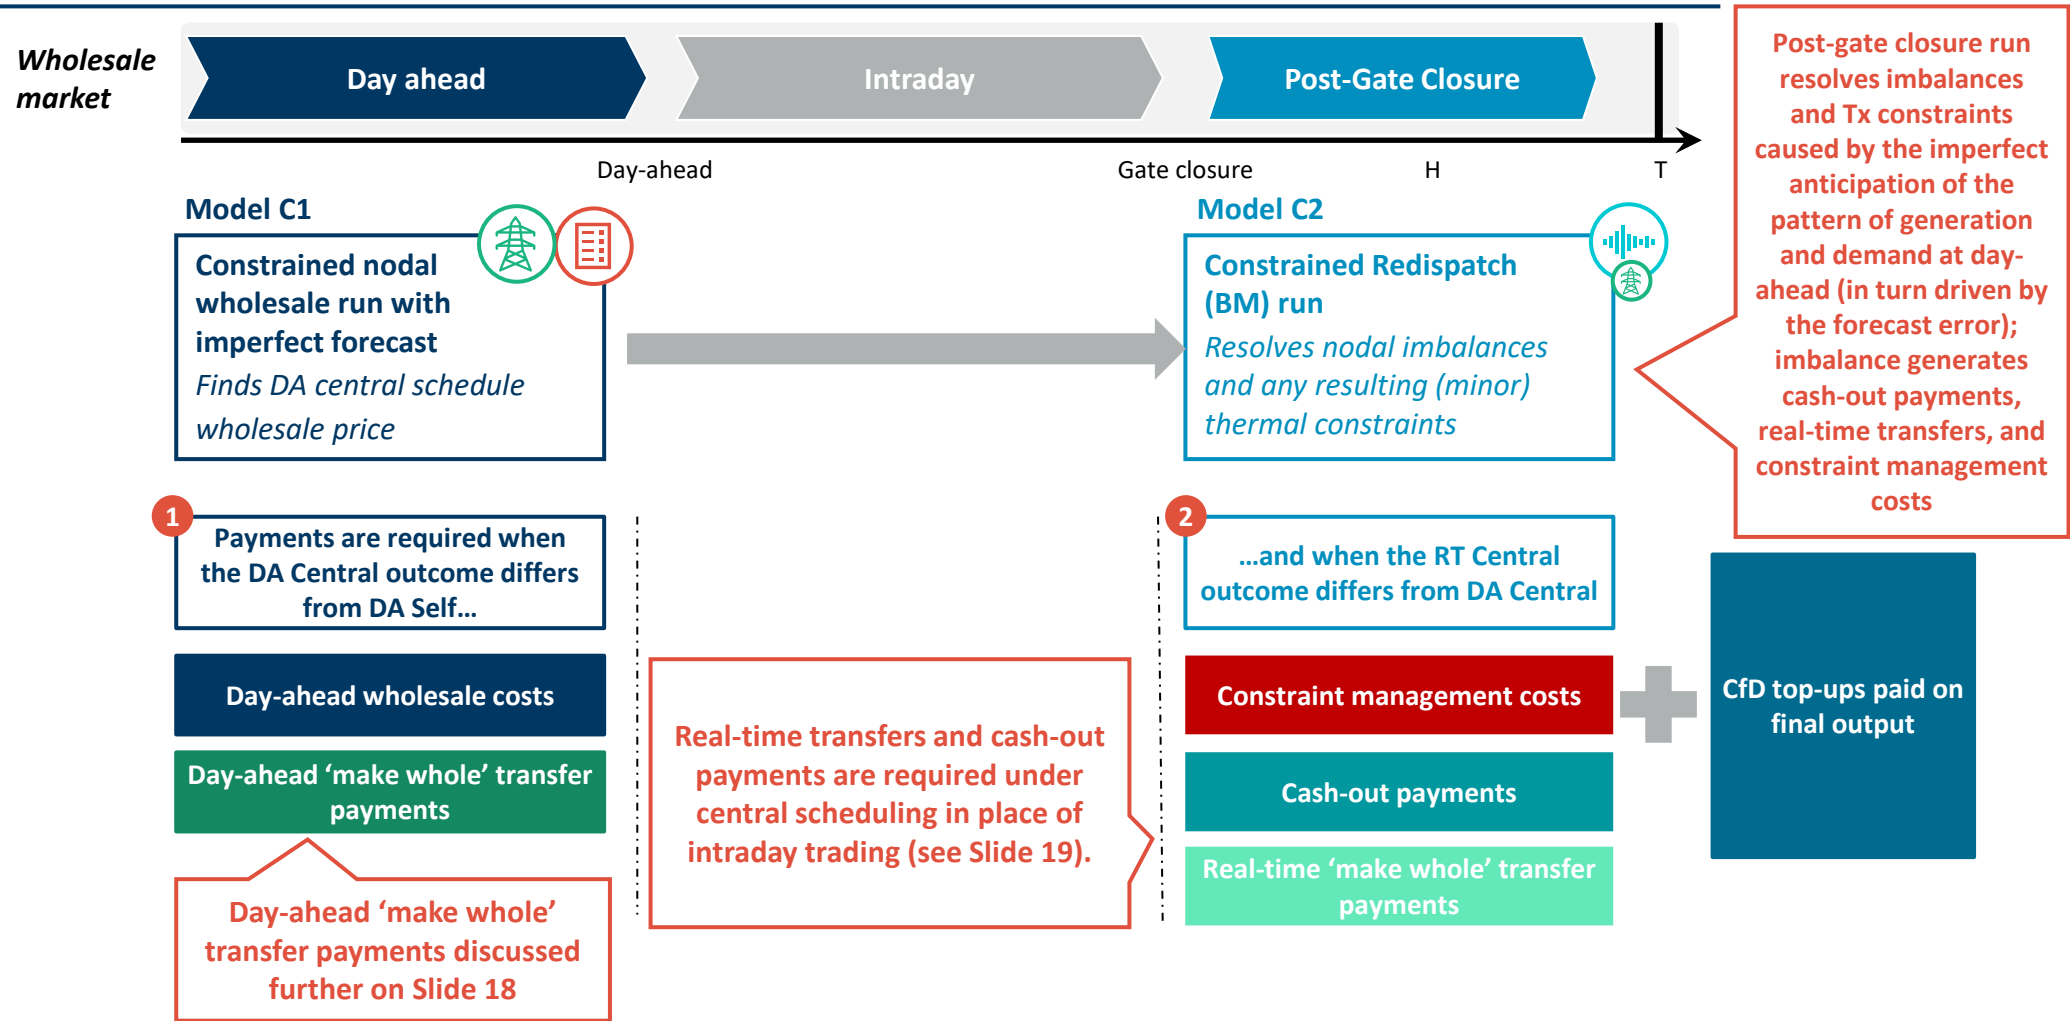 Wholesale
market
Day ahead
Intraday
Post-Gate Closure
Day-ahead
Gate closure
H
T
Model C1
Constrained nodal
wholesale run with
imperfect forecast
Finds DA central schedule
wholesale price
Model C2
Constrained Redispatch
(BM) run
Resolves nodal imbalances
and any resulting (minor)
thermal constraints
Post-gate closure run
resolves imbalances
and Tx constraints
caused by the imperfect
anticipation of the
pattern of generation
and demand at day-
ahead (in turn driven by
the forecast error);
imbalance generates
cash-out payments,
real-time transfers, and
constraint management
costs
1
Payments are required when
the DA Central outcome differs
from DA Self…
Day-ahead wholesale costs
Day-ahead ‘make whole’ transfer
payments
Day-ahead ‘make whole’
transfer payments discussed
further on Slide 18
Real-time transfers and cash-out
payments are required under
central scheduling in place of
intraday trading (see Slide 19).
2
…and when the RT Central
outcome differs from DA Central
Constraint management costs
Cash-out payments
Real-time ‘make whole’ transfer
payments
CfD top-ups paid on
final output